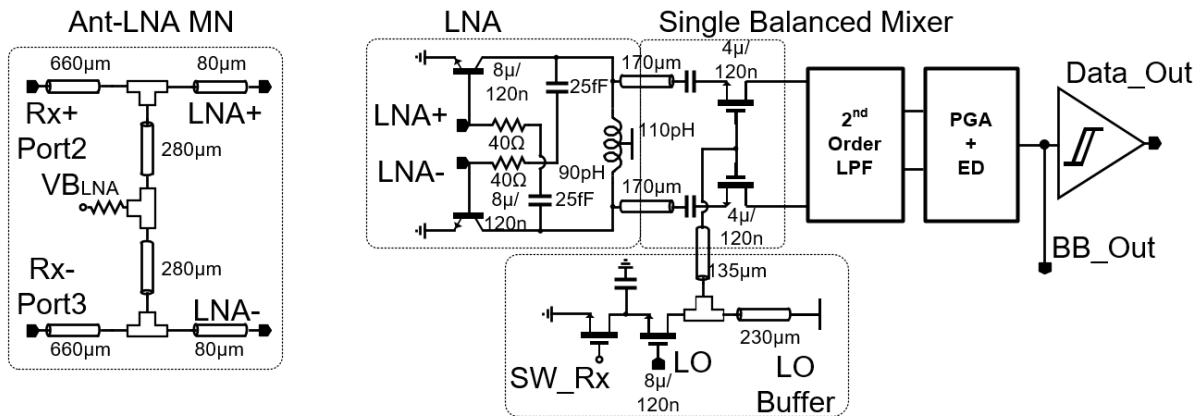 Ant-LNA MN
660µm
80µm
Rx+
Port2
LNA+
280µm
VBLNA
280µm
Rx-
Port3
LNA-
660µm
80µm
LNA
8µ/
120n
25fF
LNA+
40Ω
LNA-
40Ω
8µ/
120n
25fF
90pH
110pH
Single Balanced Mixer
170µm
4µ/
120n
170µm
4µ/
120n
135µm
230µm
SW_Rx
LO
8µ/
120n
LO
Buffer
2nd
Order
LPF
PGA
+
ED
Data_Out
BB_Out